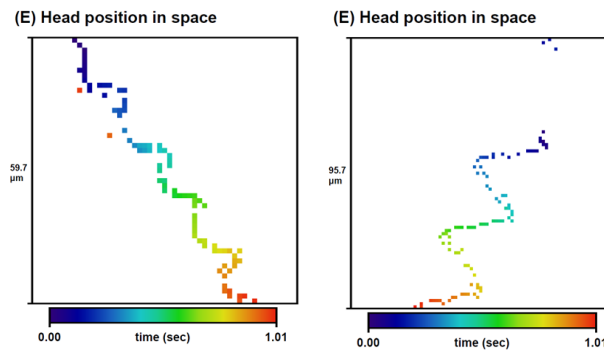 (E) Head position in space
59.7
µm
0.00 time (sec) 1.01
(E) Head position in space
95.7
µm
0.00 time (sec) 1.01